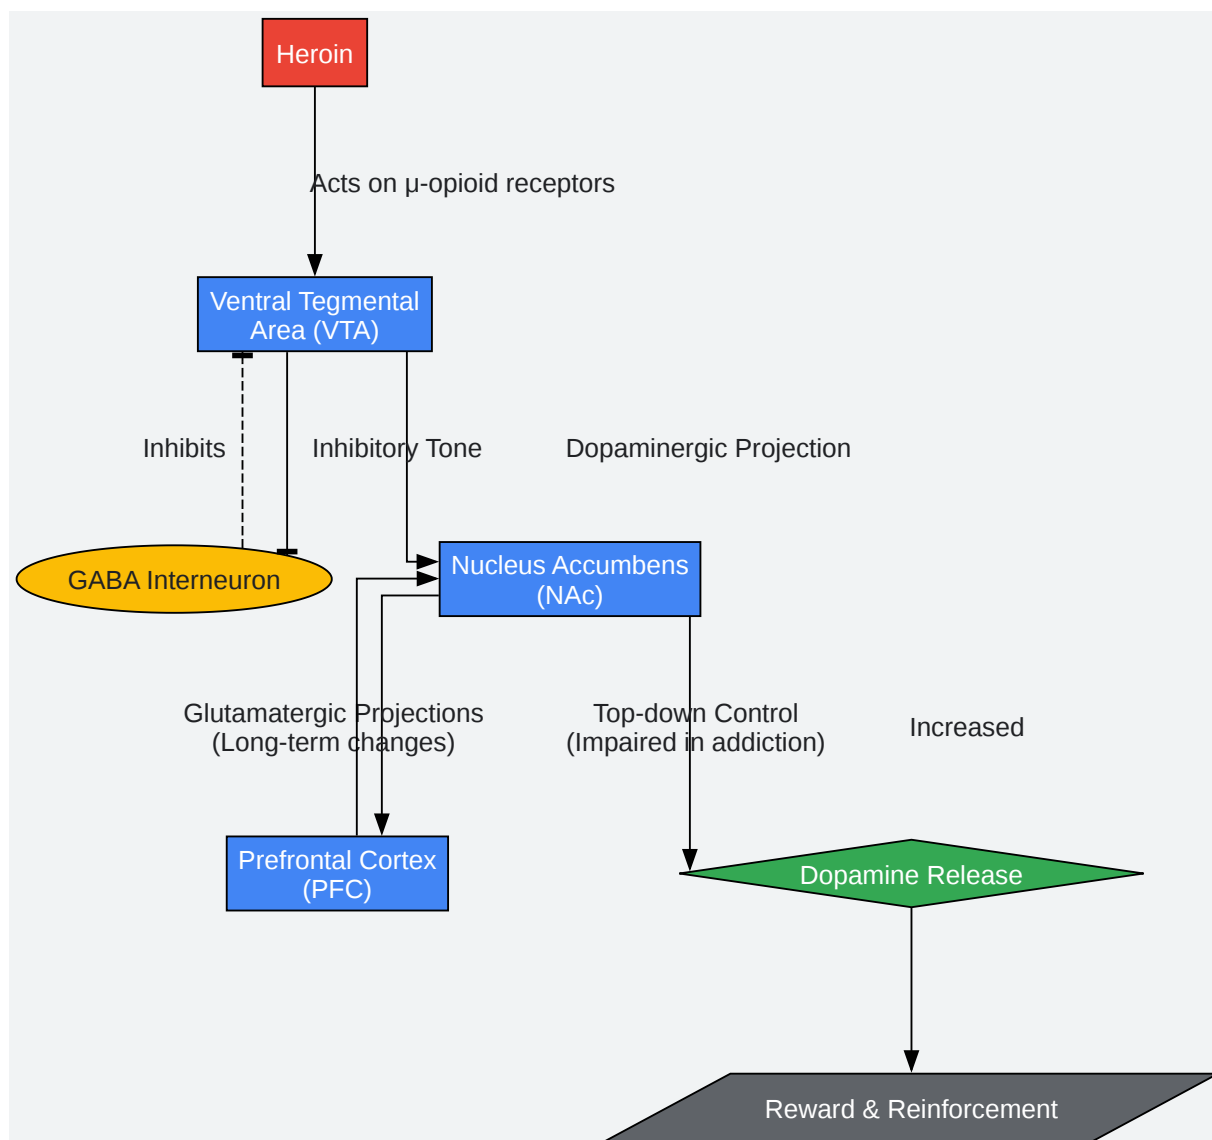 Heroin
Acts on μ-opioid receptors
Ventral Tegmental
Area (VTA)
Inhibits
Inhibitory Tone
Dopaminergic Projection
GABA Interneuron
Nucleus Accumbens
(NAc)
Glutamatergic Projections
(Long-term changes)
Top-down Control
(Impaired in addiction)
Increased
Prefrontal Cortex
(PFC)
Dopamine Release
Reward & Reinforcement